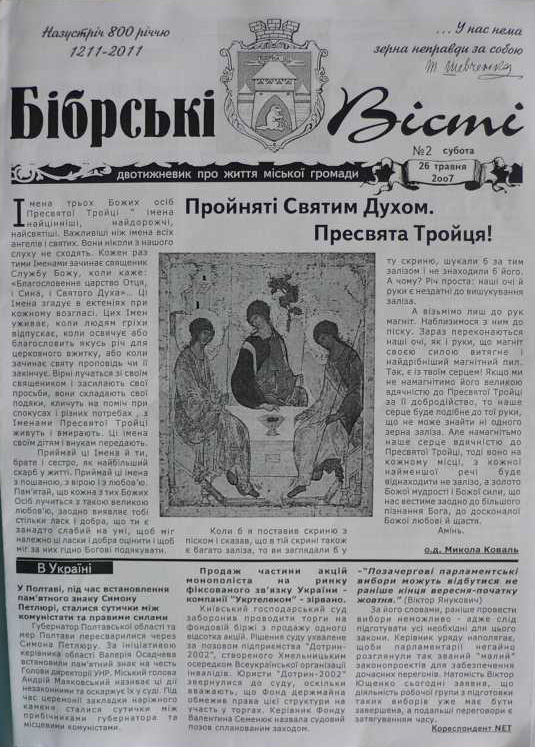 Назустріч 800 річчю
1211-2011
... У нас нема
зерна неправди за собою
Т. Шевченко
Бібрські Вісті
№2 субота
26 травня
2007
двотижневик про життя міської громади
Пройняті Святим Духом.
Пресвята Тройця!
Імена трьох Божих осіб
Пресвятої Тройці " імена
найцінніші, найдорожчі,
найсвятіші. Важливіші ніж імена всіх
ангелів і святих. Вони ніколи з нашого
слуху не сходять. Кожен раз
тими Іменами зачинає священик
Службу Божу, коли каже:
«Благословенне царство Отця,
і Сина, і Святого Духа».. Ці
Імена згадує в ектеніях при
кожному возгласі. Цих Імен
уживає, коли людям гріхи
відпускає, коли освячує або
благословить якусь річ для
церковного вжитку, або коли
зачинає святу проповідь чи її
закінчує. Вірні лучаться зі своїм
священиком і засилають свої
просьби, вони складають свої
подяки, кличуть на поміч при
спокусах і різних потребах ,.з
Іменами Пресвятої Тройці
живуть і вмирають. Ці імена
своїм дітям і внукам передають.
Приймай ці Імена й ти,
брате і сестро, як найбільший
скарб у житті. Приймай ці імена
з пошаною, з вірою і з любов'ю.
Пам'ятай, що кожна з тих Божих
Осіб лучиться з такою великою
любов'ю, заодно виявляє тобі
стільки ласк і добра, що ти є
занадто слабий на умі, щоб міг
належно ці ласки і добра оцінити і щоб
міг за них гідно Богові подякувати.
Коли б я поставив скриню з
піском і сказав, що в тій скрині також
є багато заліза, то ви заглядали б у
ту скриню, шукали б за тим
залізом і не знаходили б його.
А чому? Річ проста: наші очі й
руки є нездатні до вишукування
заліза.
А візьмімо лиш до рук
магніт. Наблизимося з ним до
піску. Зараз переконаються
наші очі, як і руки, що магніт
своєю силою витягне і
найдрібніший магнітний пил.
Так, є із твоїм серцем! Якщо ми
не намагнітимо його великою
вдячністю до Пресвятої Тройці
за її добродійство, то наше
серце буде подібне до тої руки,
що не може знайти ні одного
зерна заліза. Але намагнітьмо
наше серце вдячністю до
Пресвятої Тройці, тоді воно на
кожному місці, з кожної
найменшої речі буде
віднаходити не залізо, а золото
Божої мудрості і Божої сили, що
нас вестиме заодно до більшого
пізнання Бога, до досконалої
Божої любові й щастя.
Амінь.
о.д. Микола Коваль
В Україні
У Полтаві, під час встановлення
пам'ятного знаку Симону
Петлюрі, сталися сутички між
комуністати та правими силами
Губернатор Полтавської області та
мер Полтави пересварилися через
Симона Петлюру. За ініціативою
керівника області Валерія Асадчева
встановили пам'ятний знак на честь
Голови директорії УНР. Міський голова
Андрій Маяковський називає ці дії
незаконними та оскаржує їх у суді. Під
час церемонії закладки наріжного
каменя сталися сутички між
прибічниками губернатора та
місцевими комуністами.
Продаж частини акцій
монополіста на ринку
фіксованого зв'язку України -
компанії "Укртелеком" - зірвано.
Київський господарський суд
заборонив проводити торги на
фондовій біржі з продажу одного
відсотка акцій. Рішення суду ухвалене
за позовом підприємства "Дотрин-
2002", створеного Хмельницьким
осередком Всеукраїнської організації
інвалідів. Юристи "Дотрин-2002"
звернулися до суду, оскільки
вважають, що Фонд держмайна
обмежив права цієї структури на
участь у торгах. Керівник Фонду
Валентина Семенюк назвала судовий
позов спланованим заходом.
-"Позачергові парламентські
вибори можуть відбутися не
раніше кінця вересня-початку
жовтня." (Віктор Янукович)
За його словами, раніше провести
вибори неможливо - адже слід
підготувати усі необхідні для цього
закони. Керівник уряду наполягає,
щоби парламентарії негайно
розглянули так званий "малий"
законопроектів для забезпечення
дочасних перегонів. Натомість Віктор
Ющенко сьогодні заявив, що
діяльність робочої групи з підготовки
таких виборів уже має бути
завершена, а подальші переговори є
затягуванням часу.
Кореспондент.NET